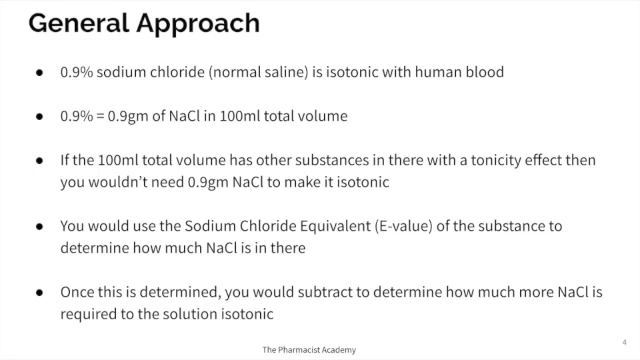 General Approach
● 0.9% sodium chloride (normal saline) is isotonic with human blood
● 0.9% = 0.9gm of NaCl in 100ml total volume
● If the 100ml total volume has other substances in there with a tonicity effect then
you wouldn't need 0.9gm NaCl to make it isotonic
● You would use the Sodium Chloride Equivalent (E-value) of the substance to
determine how much NaCl is in there
● Once this is determined, you would subtract to determine how much more NaCl is
required to the solution isotonic
4
The Pharmacist Academy